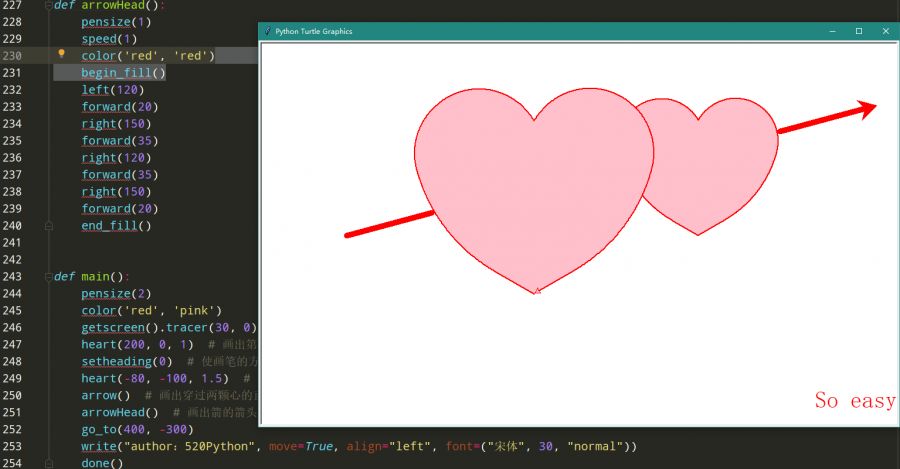 227 def arrowHead():
228 pensize(1)
229 speed(1)
230 color('red', 'red')
231 begin_fill()
232 left(120)
233 forward(20)
234 right(150)
235 forward(35)
236 right(120)
237 forward(35)
238 right(150)
239 forward(20)
240 end_fill()
241
242
243 def main():
244 pensize(2)
245 color('red', 'pink')
246 getscreen().tracer(30, 0)
247 heart(200, 0, 1) # 画出第
248 setheading(0) # 使画笔的方
249 heart(-80, -100, 1.5) #
250 arrow() # 画出穿过两颗心的
251 arrowHead() # 画出箭的箭头
252 go_to(400, -300)
253 write("author：520Python", move=True, align="left", font=("宋体", 30, "normal"))
254 done()
Python Turtle Graphics
So easy